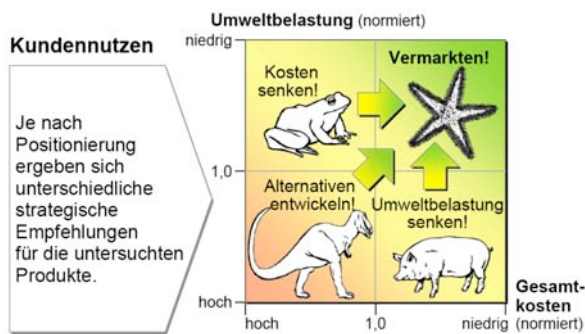 Umweltbelastung (normiert)
Kundennutzen
niedrig
Je nach
Positionierung
ergeben sich
unterschiedliche
strategische
Empfehlungen
für die untersuchten
Produkte.
Kosten
senken!
Vermarkten!
1,0
Alternativen
entwickeln!
Umweltbelastung
senken!
hoch
hoch
1,0
niedrig
Gesamt-
kosten
(normiert)